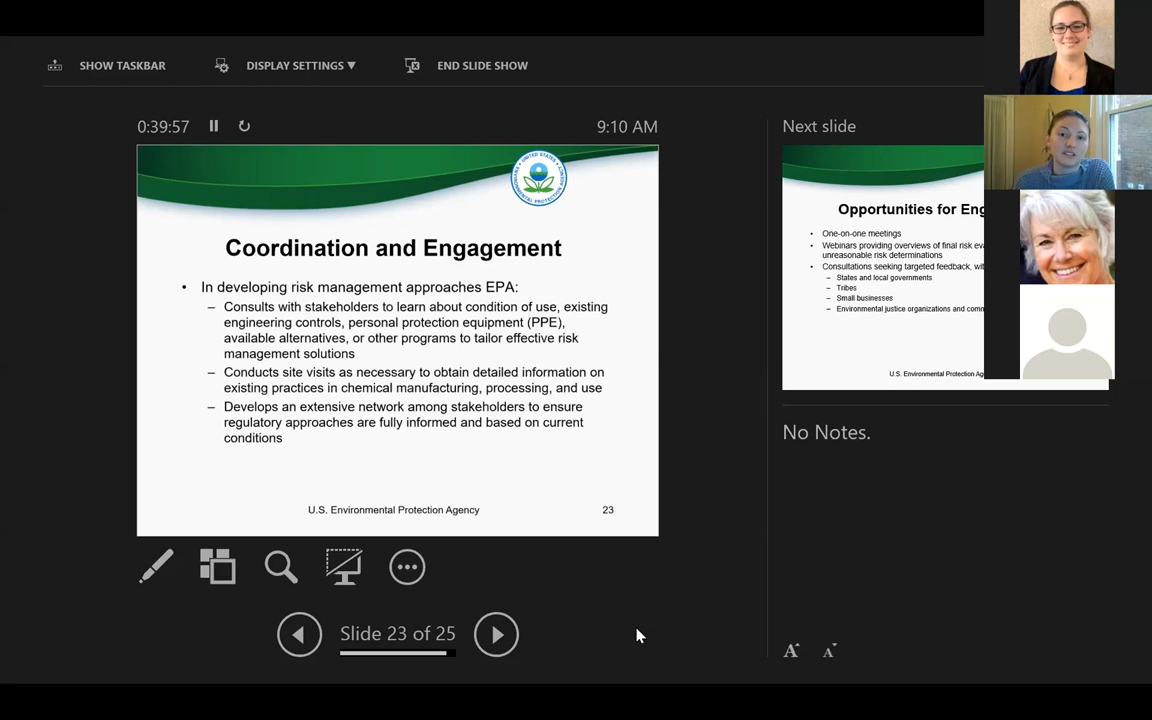 SHOW TASKBAR DISPLAY SETTINGS ▼ END SLIDE SHOW
0:39:57 9:10 AM
UNITED STATES
ENVIRONMENTAL PROTECTION AGENCY
Coordination and Engagement
• In developing risk management approaches EPA:
– Consults with stakeholders to learn about condition of use, existing
engineering controls, personal protection equipment (PPE),
available alternatives, or other programs to tailor effective risk
management solutions
– Conducts site visits as necessary to obtain detailed information on
existing practices in chemical manufacturing, processing, and use
– Develops an extensive network among stakeholders to ensure
regulatory approaches are fully informed and based on current
conditions
U.S. Environmental Protection Agency 23
Slide 23 of 25
Next slide
Opportunities for Eng
• One-on-one meetings
• Webinars providing overviews of final risk eva
unreasonable risk determinations
• Consultations seeking targeted feedback, wit
– States and local governments
– Tribes
– Small businesses
– Environmental justice organizations and comm
U.S. Environmental Protection Ag
No Notes.
A A